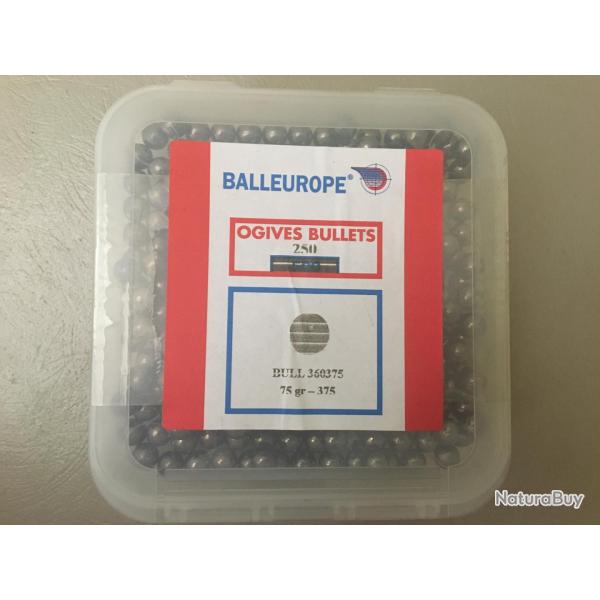 BALLEUROPE®
OGIVES BULLETS
250
BULL 360375
75 gr – 375
NaturaBuy